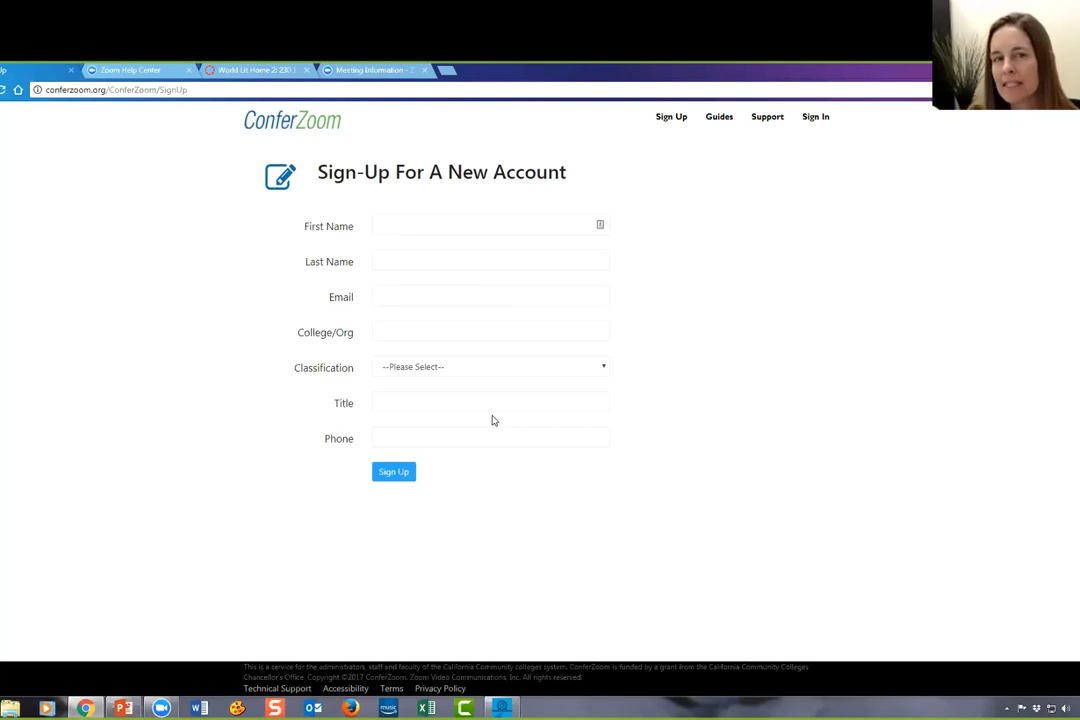 Up
Zoom Help Center
World Lit Home 2: 230 1
Meeting Information - Z
conferzoom.org/ConferZoom/SignUp
ConferZoom
Sign Up Guides Support Sign In
Sign-Up For A New Account
First Name
Last Name
Email
College/Org
Classification --Please Select--
Title
Phone
Sign Up
This is a service for the administrators, staff and faculty of the California Community colleges system. ConferZoom is funded by a grant from the California Community Colleges
Chancellor's Office. Copyright ©2017 ConferZoom. Zoom Video Communications, Inc. All rights reserved.
Technical Support Accessibility Terms Privacy Policy
music